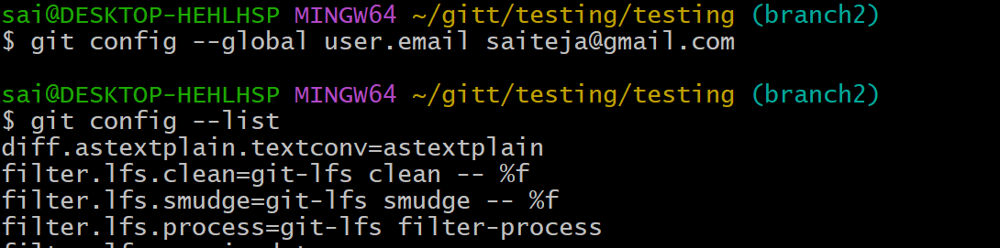 sai@DESKTOP-HEHLHSP MINGW64 ~/gitt/testing/testing (branch2)
$ git config --global user.email saiteja@gmail.com
sai@DESKTOP-HEHLHSP MINGW64 ~/gitt/testing/testing (branch2)
$ git config --list
diff.astextplain.textconv=astextplain
filter.lfs.clean=git-lfs clean -- %f
filter.lfs.smudge=git-lfs smudge -- %f
filter.lfs.process=git-lfs filter-process